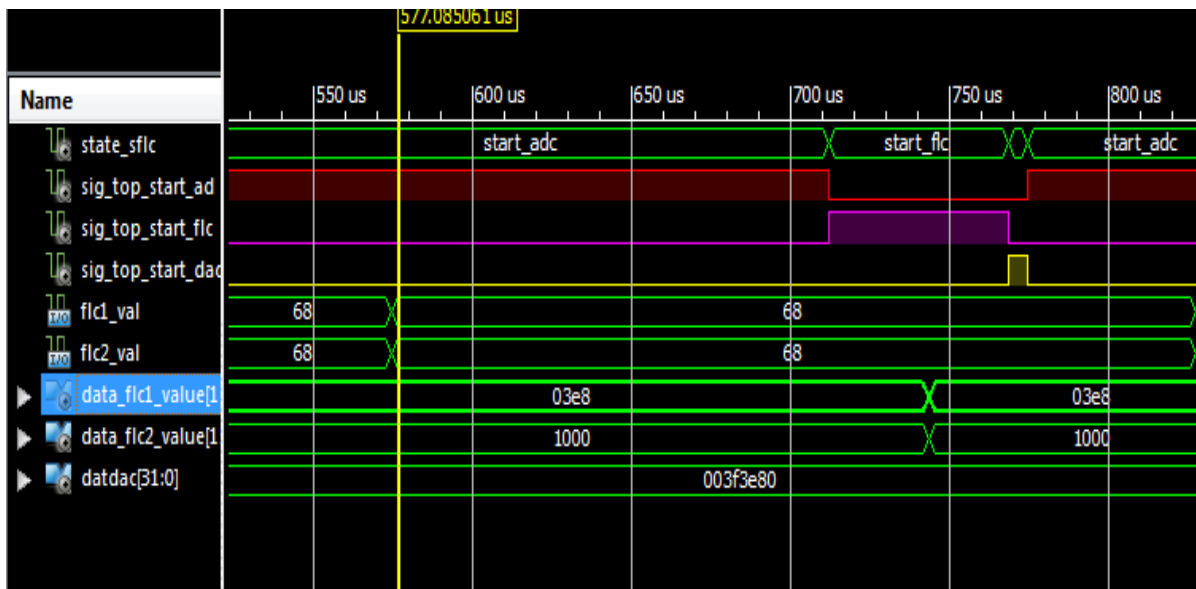 577.085061 us
Name
550 us 600 us 650 us 700 us 750 us 800 us
state_sflc start_adc start_flc start_adc
sig_top_start_ad
sig_top_start_flc
sig_top_start_dac
flc1_val 68 68
flc2_val 68 68
data_flc1_value[1 03e8 03e8
data_flc2_value[1 1000 1000
datdac[31:0] 003f3e80